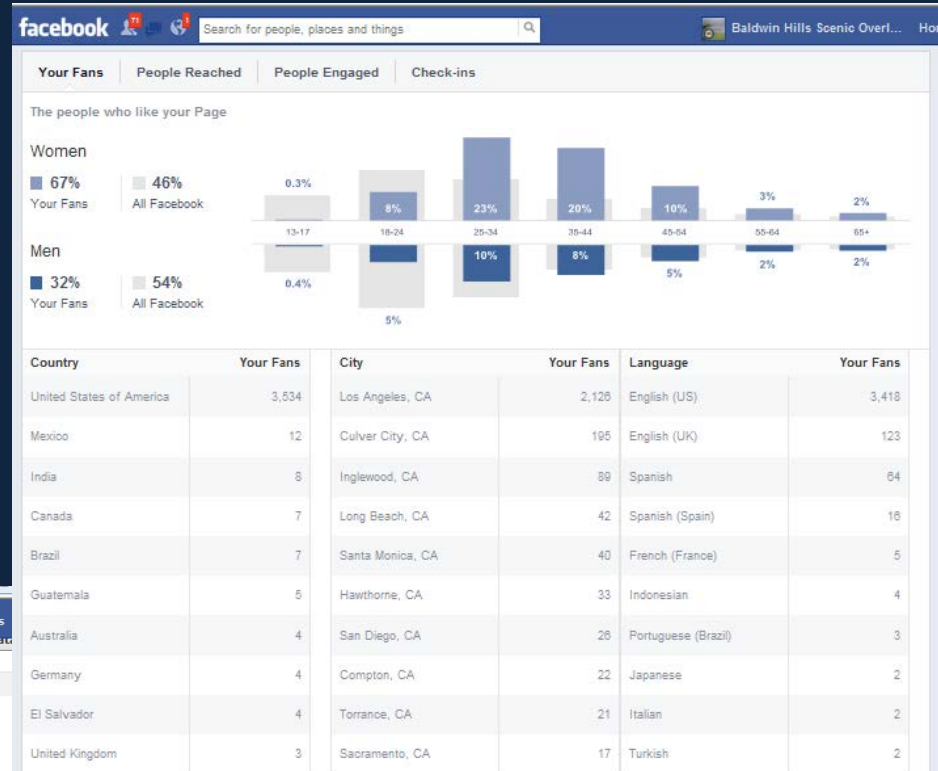 facebook 71 1 Search for people, places and things Baldwin Hills Scenic Overl...
Your Fans People Reached People Engaged Check-ins
The people who like your Page
Women
67% 46% 0.3% 8% 23% 20% 10% 3% 2%
Your Fans All Facebook
13-17 18-24 25-34 35-44 45-54 55-64 65+
Men
32% 54% 0.4% 5% 10% 8% 5% 2% 2%
Your Fans All Facebook
Country Your Fans City Your Fans Language Your Fans
United States of America 3,534 Los Angeles, CA 2,126 English (US) 3,418
Mexico 12 Culver City, CA 195 English (UK) 123
India 8 Inglewood, CA 89 Spanish 64
Canada 7 Long Beach, CA 42 Spanish (Spain) 16
Brazil 7 Santa Monica, CA 40 French (France) 5
Guatemala 5 Hawthorne, CA 33 Indonesian 4
Australia 4 San Diego, CA 26 Portuguese (Brazil) 3
Germany 4 Compton, CA 22 Japanese 2
El Salvador 4 Torrance, CA 21 Italian 2
United Kingdom 3 Sacramento, CA 17 Turkish 2